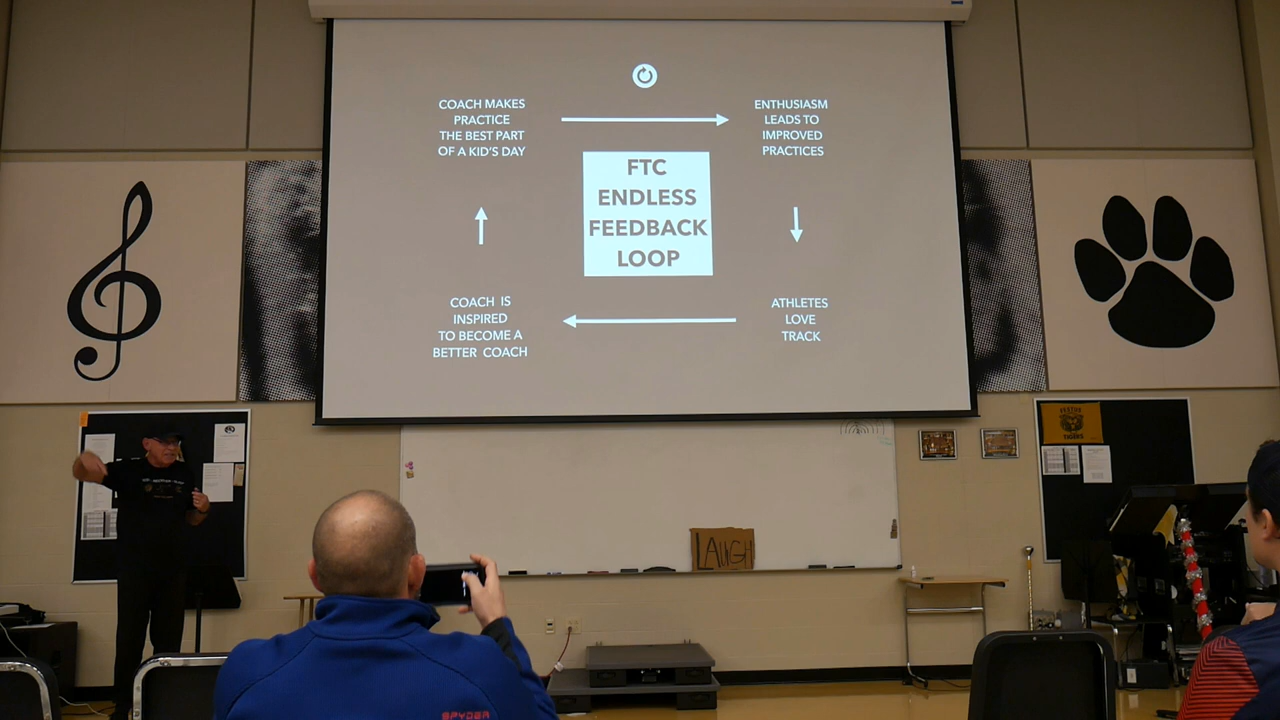 COACH MAKES
PRACTICE
THE BEST PART
OF A KID'S DAY
ENTHUSIASM
LEADS TO
IMPROVED
PRACTICES
FTC
ENDLESS
FEEDBACK
LOOP
COACH IS
INSPIRED
TO BECOME A
BETTER COACH
ATHLETES
LOVE
TRACK
FESTUS
TIGERS
LAUGH
SPYDER